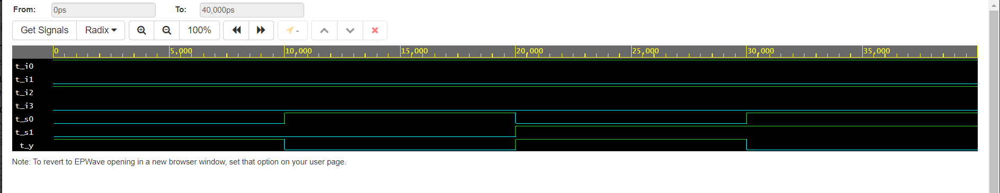 From: 0ps To: 40,000ps
Get Signals Radix 100% -
0 5,000 10,000 15,000 20,000 25,000 30,000 35,000
t_i0
t_i1
t_i2
t_i3
t_s0
t_s1
t_y
Note: To revert to EPWave opening in a new browser window, set that option on your user page.